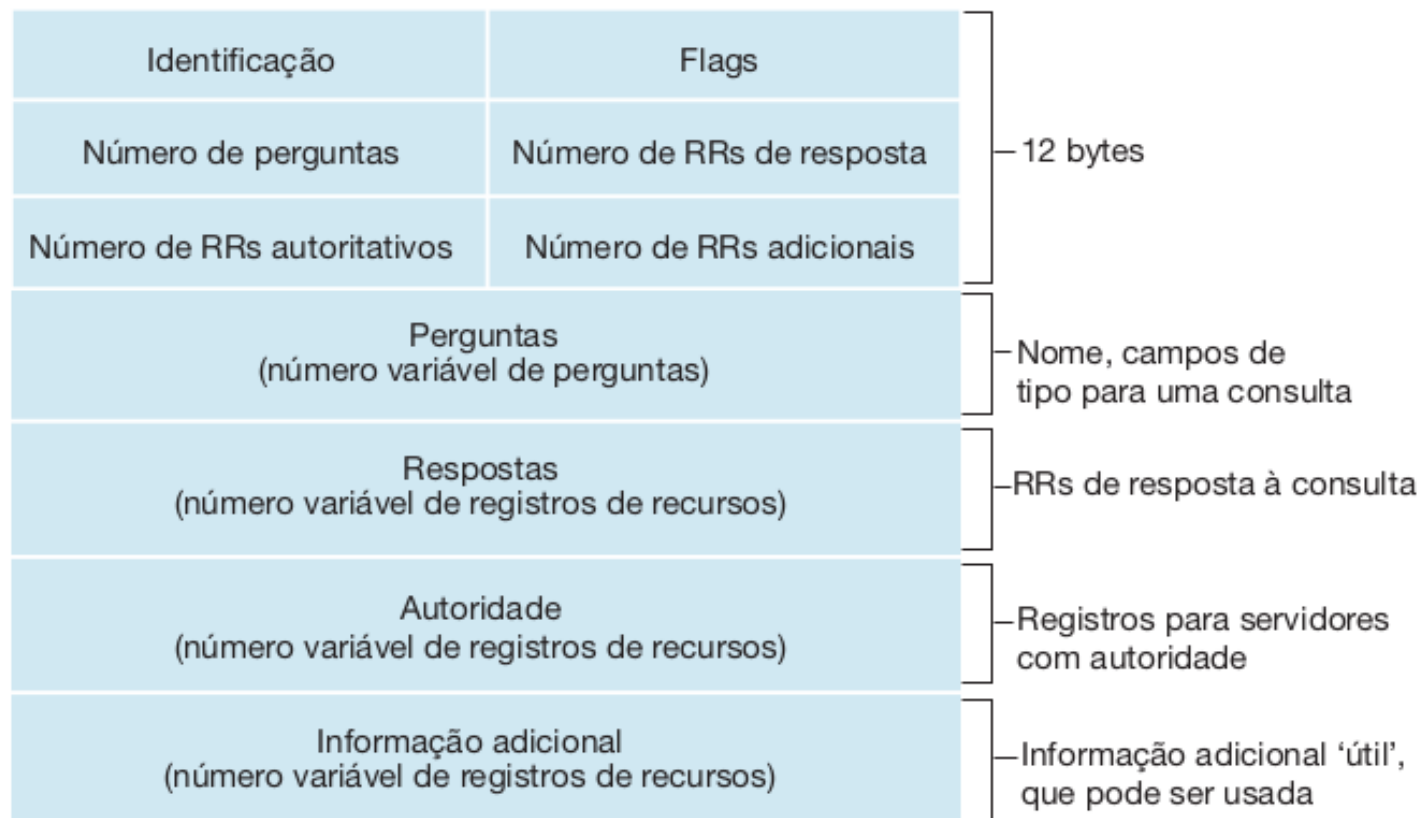 Identificação
Flags
Número de perguntas
Número de RRs de resposta
12 bytes
Número de RRs autoritativos
Número de RRs adicionais
Perguntas
(número variável de perguntas)
Nome, campos de
tipo para uma consulta
Respostas
(número variável de registros de recursos)
RRs de resposta à consulta
Autoridade
(número variável de registros de recursos)
Registros para servidores
com autoridade
Informação adicional
(número variável de registros de recursos)
Informação adicional ‘útil’,
que pode ser usada